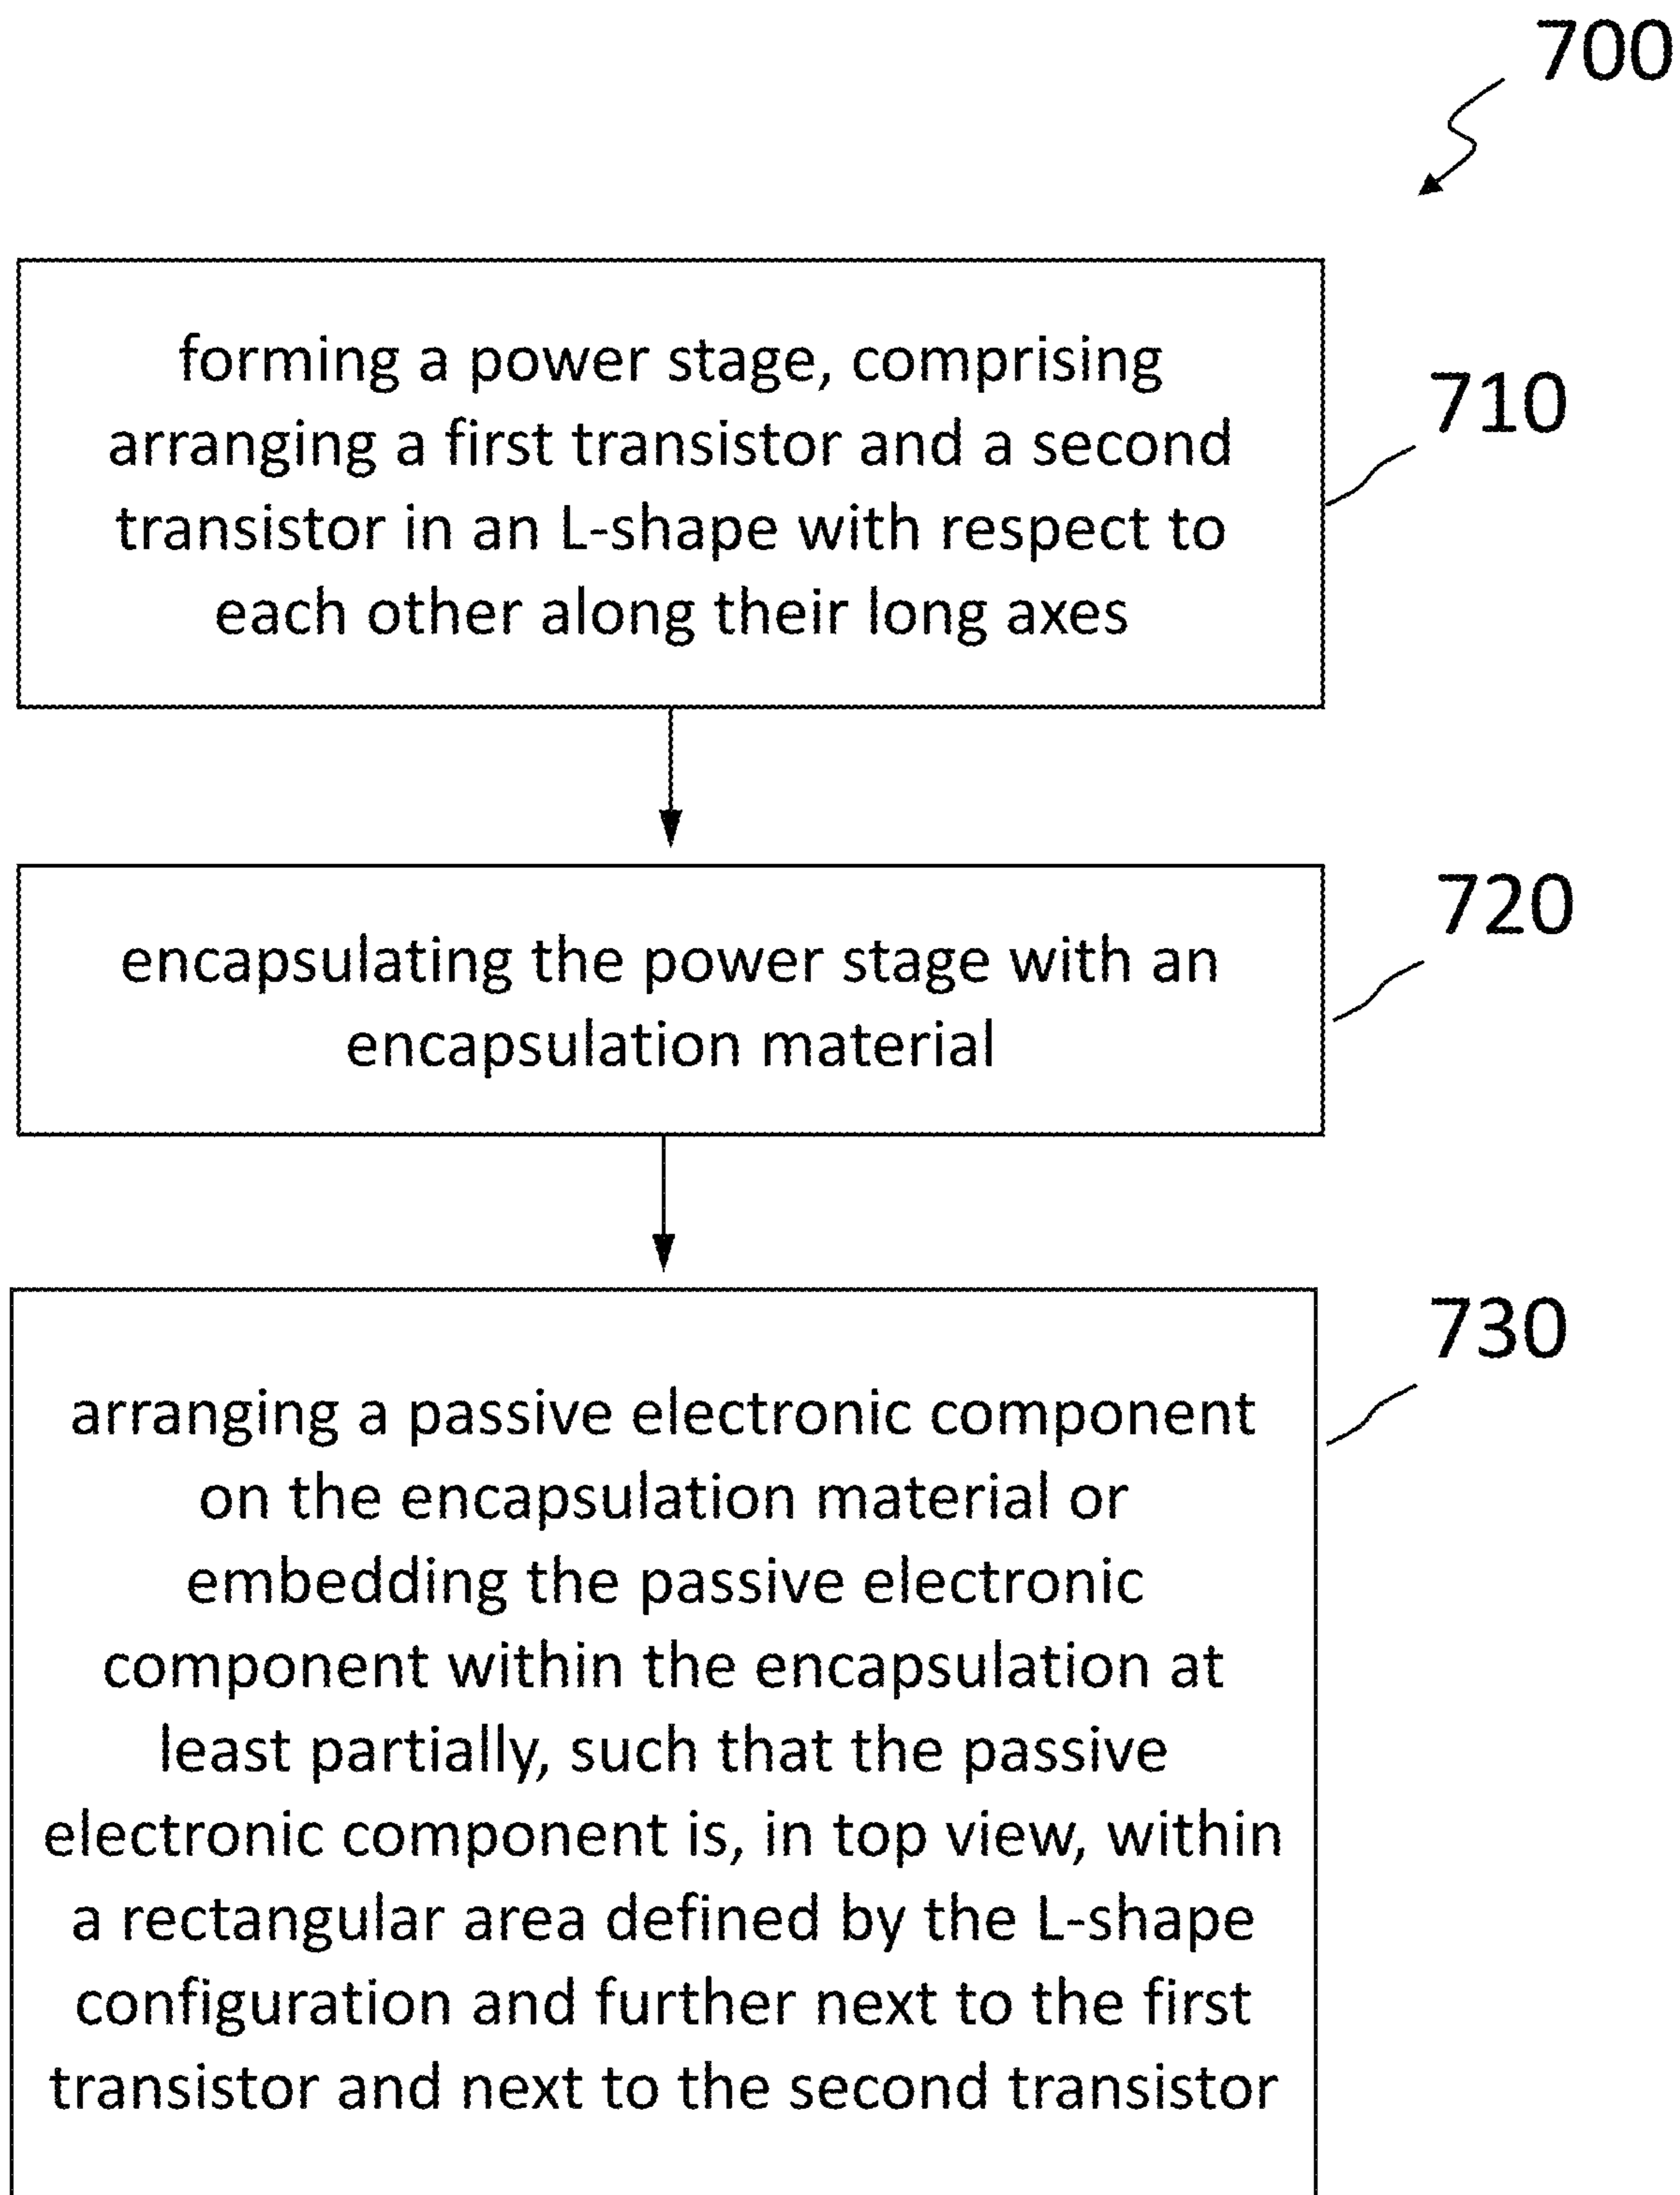 700
forming a power stage, comprising
arranging a first transistor and a second
transistor in an L-shape with respect to
each other along their long axes
710
encapsulating the power stage with an
encapsulation material
720
arranging a passive electronic component
on the encapsulation material or
embedding the passive electronic
component within the encapsulation at
least partially, such that the passive
electronic component is, in top view, within
a rectangular area defined by the L-shape
configuration and further next to the first
transistor and next to the second transistor
730